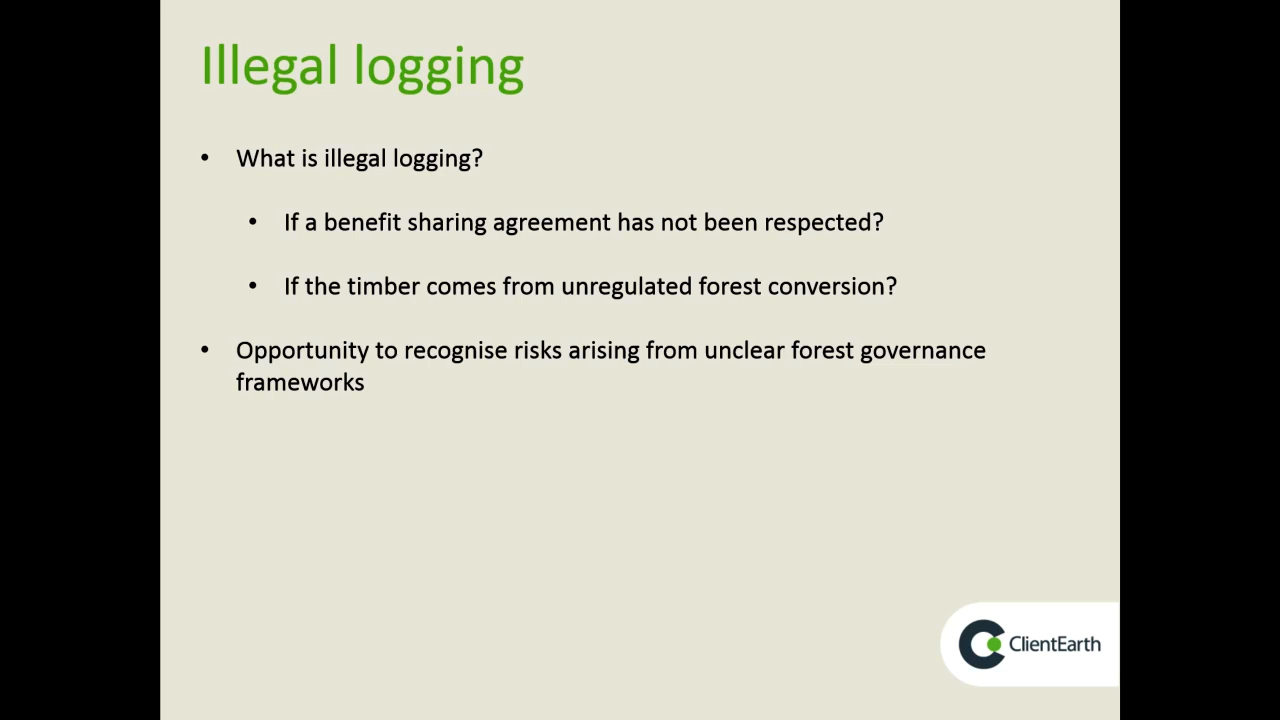 Illegal logging
• What is illegal logging?
• If a benefit sharing agreement has not been respected?
• If the timber comes from unregulated forest conversion?
• Opportunity to recognise risks arising from unclear forest governance
frameworks
ClientEarth